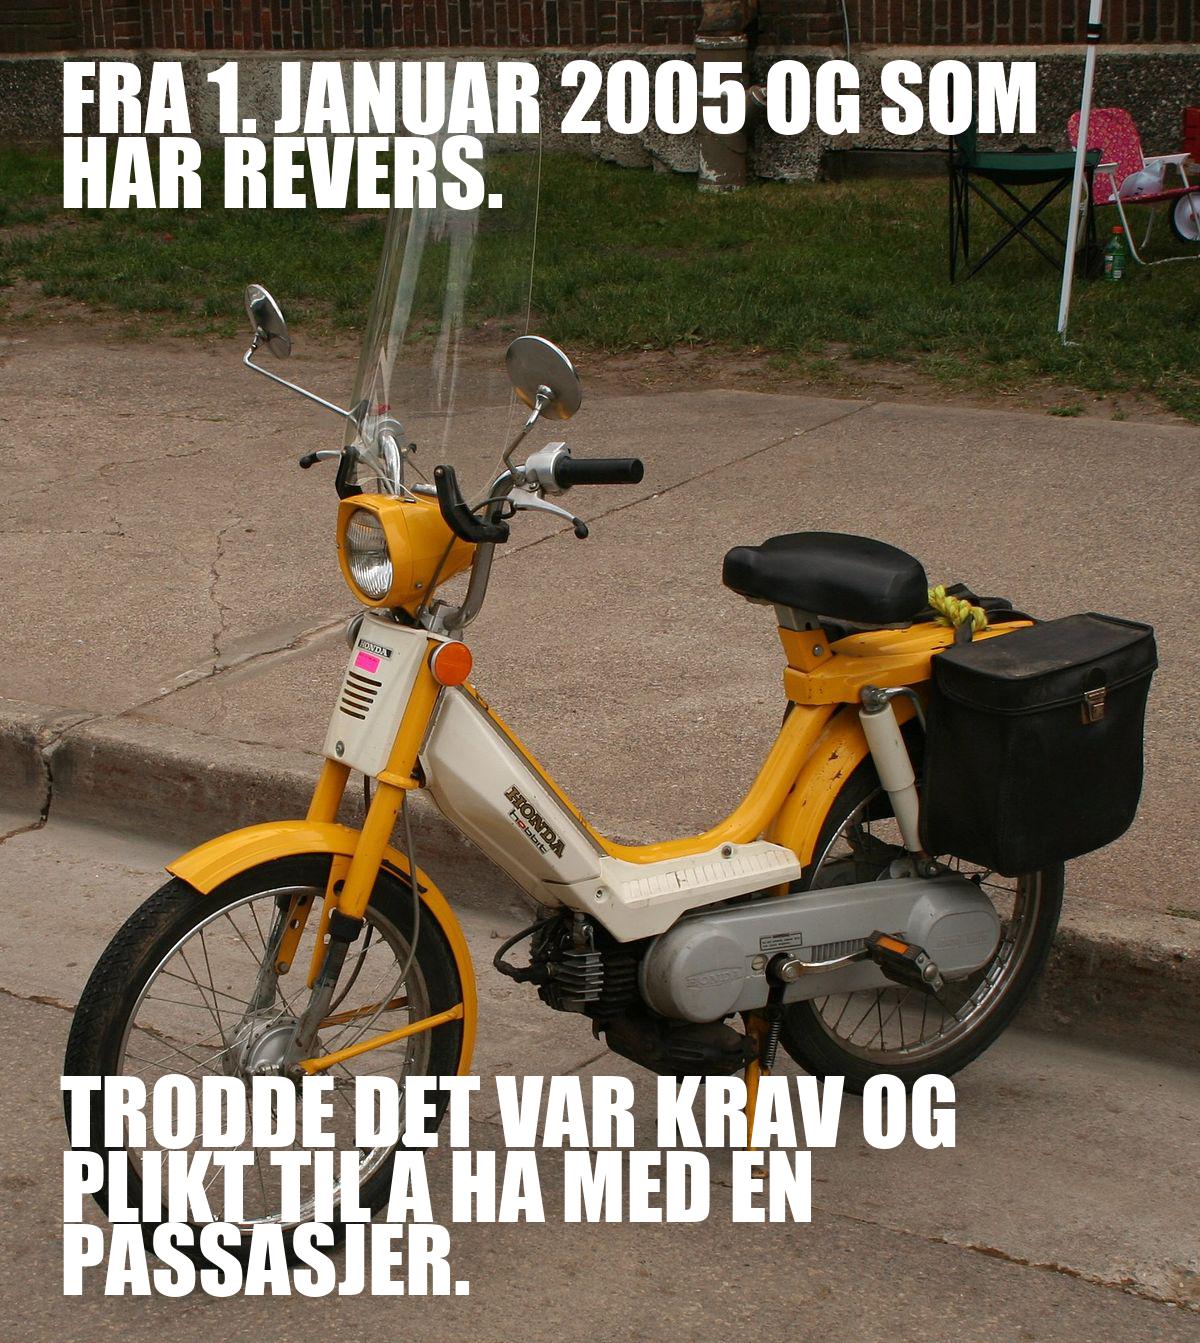 FRA 1. JANUAR 2005 OG SOM
HAR REVERS.
HONDA
HONDA
hobbit
HONDA
TRODDE DET VAR KRAV OG
PLIKT TIL Å HA MED EN
PASSASJER.